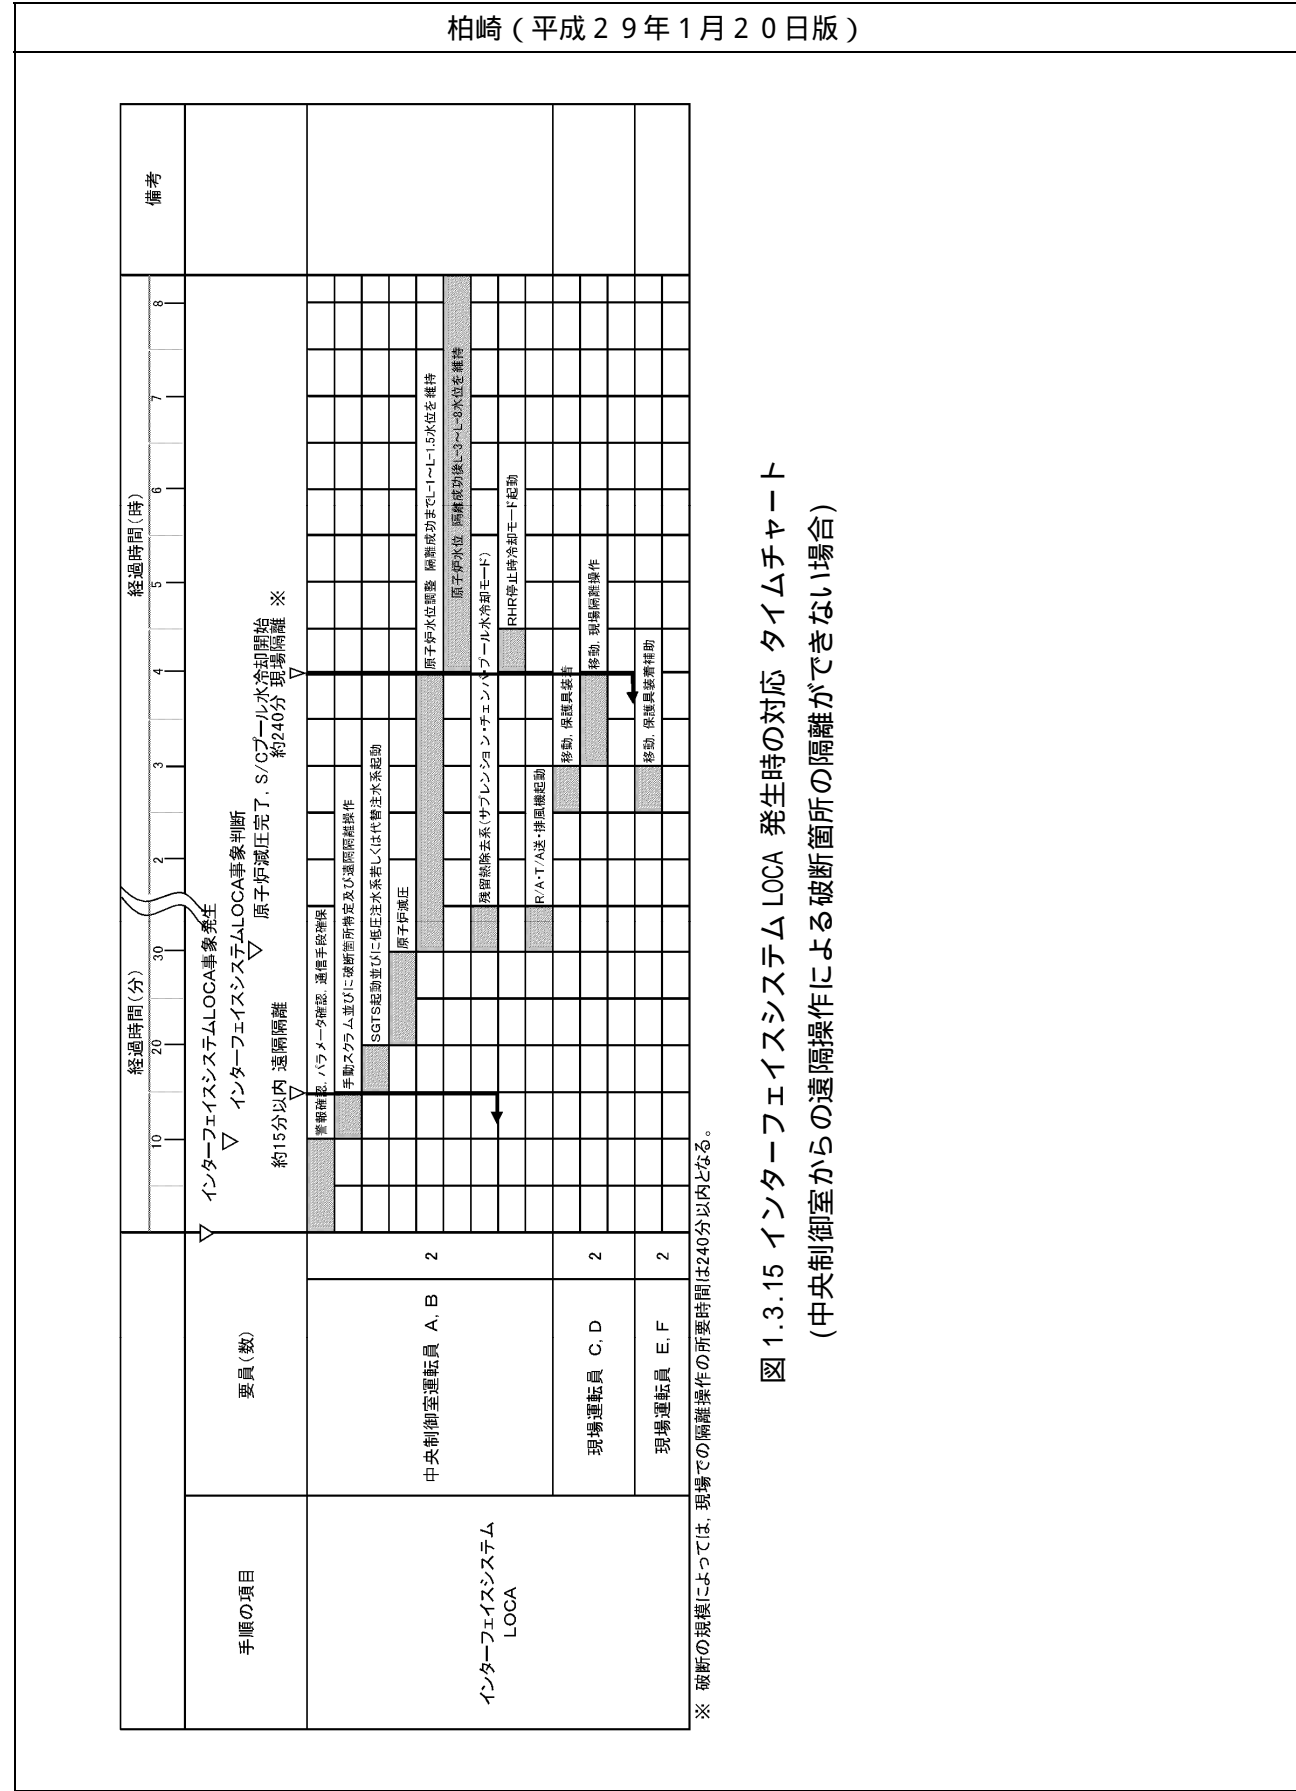 柏崎(平成29年1月20日版)
経過時間(分)
経過時間(時)
備考
10
20
30
2
3
4
5
6
7
8
手順の項目
要員(数)
インターフェイスシステムLOCA事象発生
インターフェイスシステムLOCA事象判断
原子炉減圧完了, S/Cプール水冷却開始
約15分以内 遠隔隔離
約240分 現場隔離 ※
インターフェイスシステム
LOCA
中央制御室運転員 A, B
2
警報確認, パラメータ確認, 通信手段確保
手動スクラム並びに破断箇所特定及び遠隔隔離操作
SGTS起動並びに低圧注水系若しくは代替注水系起動
原子炉減圧
原子炉水位調整 隔離成功までL-1~L-1.5水位を維持
原子炉水位 隔離成功後L-3~L-8水位を維持
残留熱除去系(サプレンション・チェンバ・プール水冷却モード)
RHR停止時冷却モード起動
R/A・T/A送・排風機起動
現場運転員 C, D
2
移動, 保護具装着
移動, 現場隔離操作
現場運転員 E, F
2
移動, 保護具装着補助
※ 破断の規模によっては, 現場での隔離操作の所要時間は240分以内となる。
図 1.3.15 インターフェイスシステム LOCA 発生時の対応 タイムチャート
(中央制御室からの遠隔操作による破断箇所の隔離ができない場合)